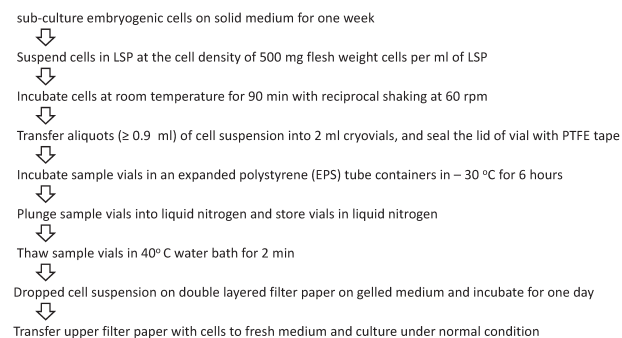 sub-culture embryogenic cells on solid medium for one week
Suspend cells in LSP at the cell density of 500 mg flesh weight cells per ml of LSP
Incubate cells at room temperature for 90 min with reciprocal shaking at 60 rpm
Transfer aliquots (≥ 0.9 ml) of cell suspension into 2 ml cryovials, and seal the lid of vial with PTFE tape
Incubate sample vials in an expanded polystyrene (EPS) tube containers in – 30 ºC for 6 hours
Plunge sample vials into liquid nitrogen and store vials in liquid nitrogen
Thaw sample vials in 40º C water bath for 2 min
Dropped cell suspension on double layered filter paper on gelled medium and incubate for one day
Transfer upper filter paper with cells to fresh medium and culture under normal condition